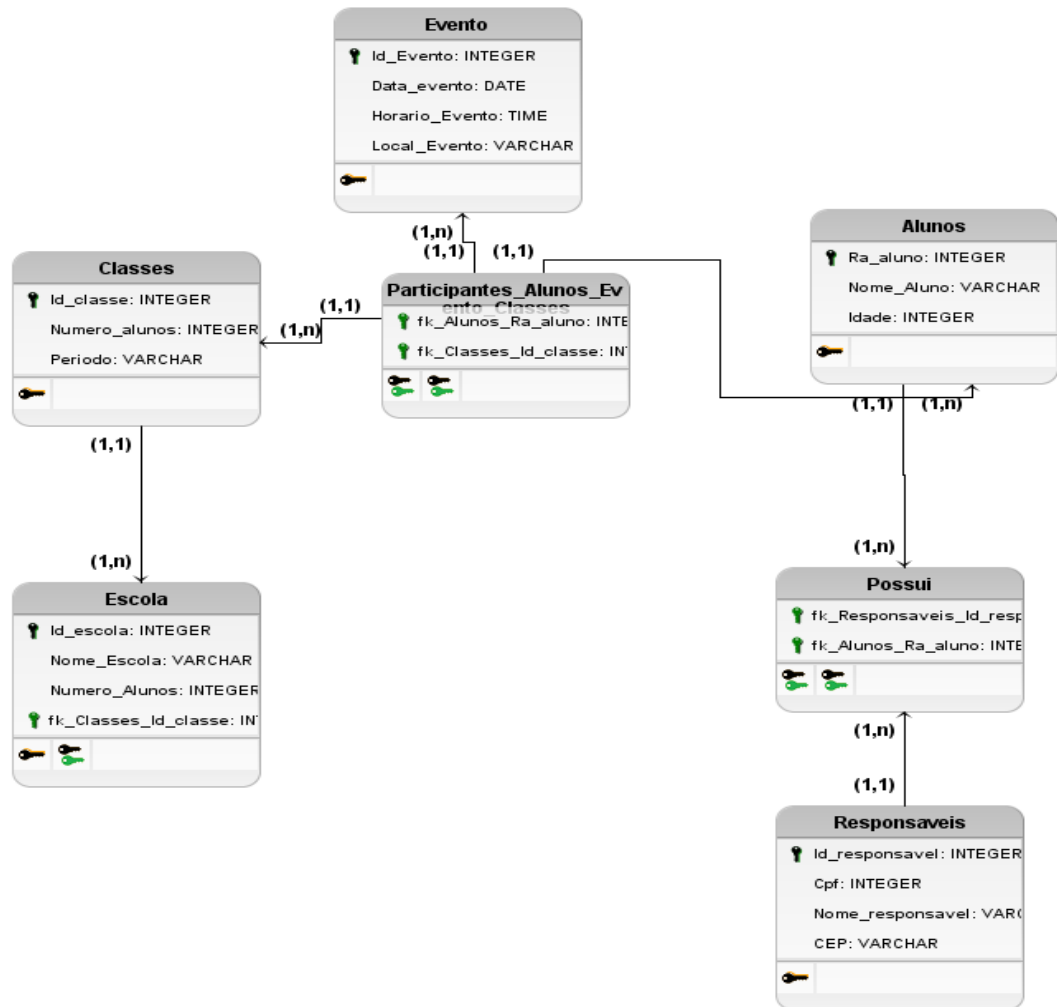 Evento
Id_Evento: INTEGER
Data_evento: DATE
Horario_Evento: TIME
Local_Evento: VARCHAR
(1,n)
(1,1)
(1,1)
Alunos
Ra_aluno: INTEGER
Nome_Aluno: VARCHAR
Idade: INTEGER
(1,1)
(1,n)
Classes
Id_classe: INTEGER
Numero_alunos: INTEGER
Periodo: VARCHAR
(1,1)
(1,n)
Participantes_Alunos_Ev
ento_Classes
fk_Alunos_Ra_aluno: INTE
fk_Classes_Id_classe: INT
(1,1)
(1,n)
Escola
Id_escola: INTEGER
Nome_Escola: VARCHAR
Numero_Alunos: INTEGER
fk_Classes_Id_classe: INT
(1,n)
Possui
fk_Responsaveis_Id_resp
fk_Alunos_Ra_aluno: INTE
(1,n)
(1,1)
Responsaveis
Id_responsavel: INTEGER
Cpf: INTEGER
Nome_responsavel: VARC
CEP: VARCHAR